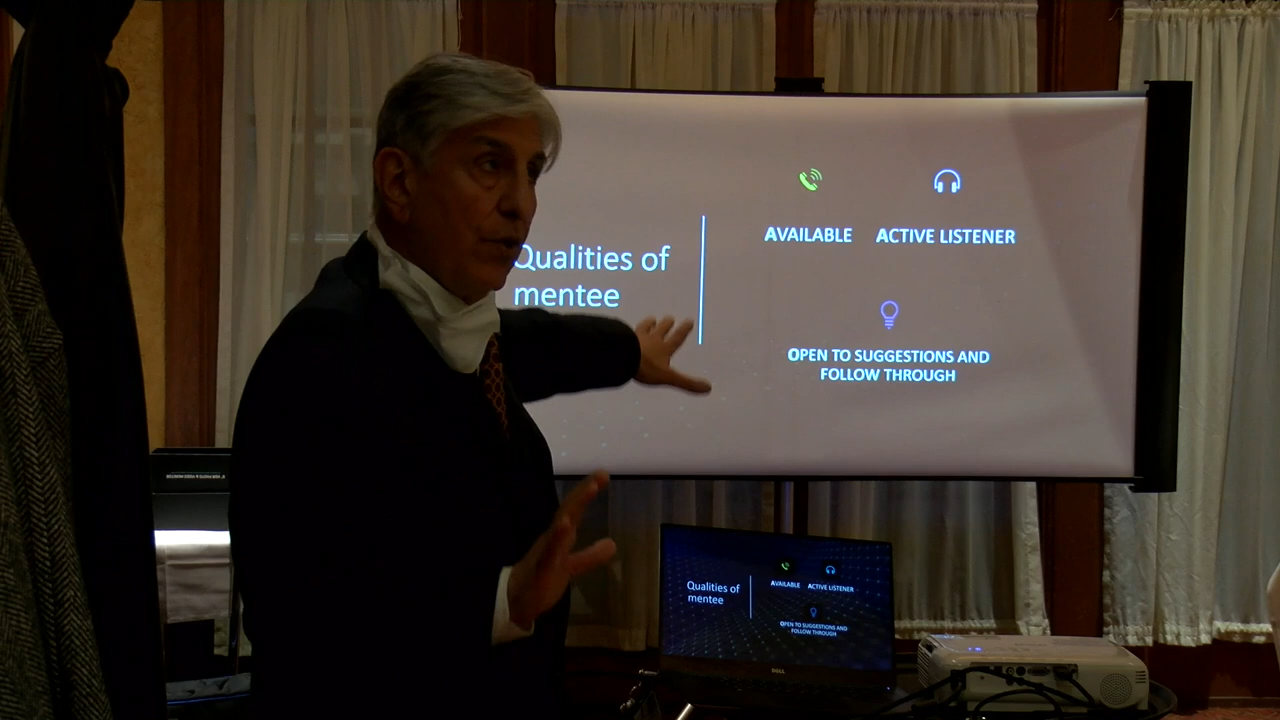 Qualities of
mentee
AVAILABLE
ACTIVE LISTENER
OPEN TO SUGGESTIONS AND
FOLLOW THROUGH
Qualities of
mentee
AVAILABLE
ACTIVE LISTENER
OPEN TO SUGGESTIONS AND
FOLLOW THROUGH
DELL